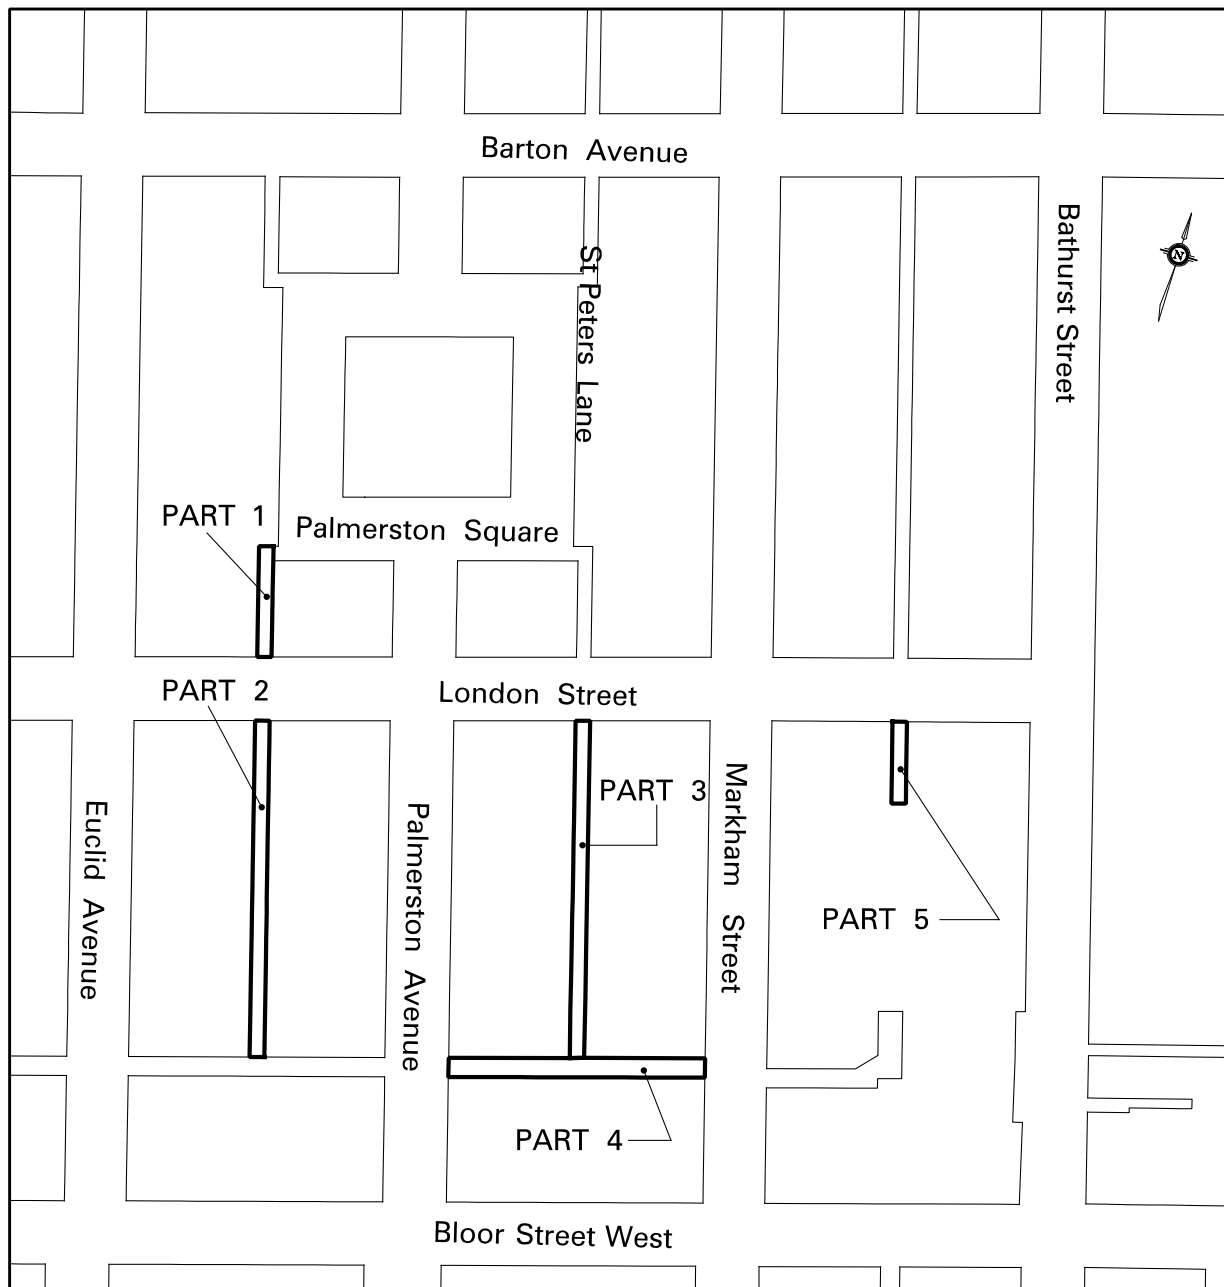 Barton Avenue
St Peters Lane
Bathurst Street
N
PART 1
Palmerston Square
PART 2
London Street
PART 3
Markham Street
Euclid Avenue
Palmerston Avenue
PART 5
PART 4
Bloor Street West